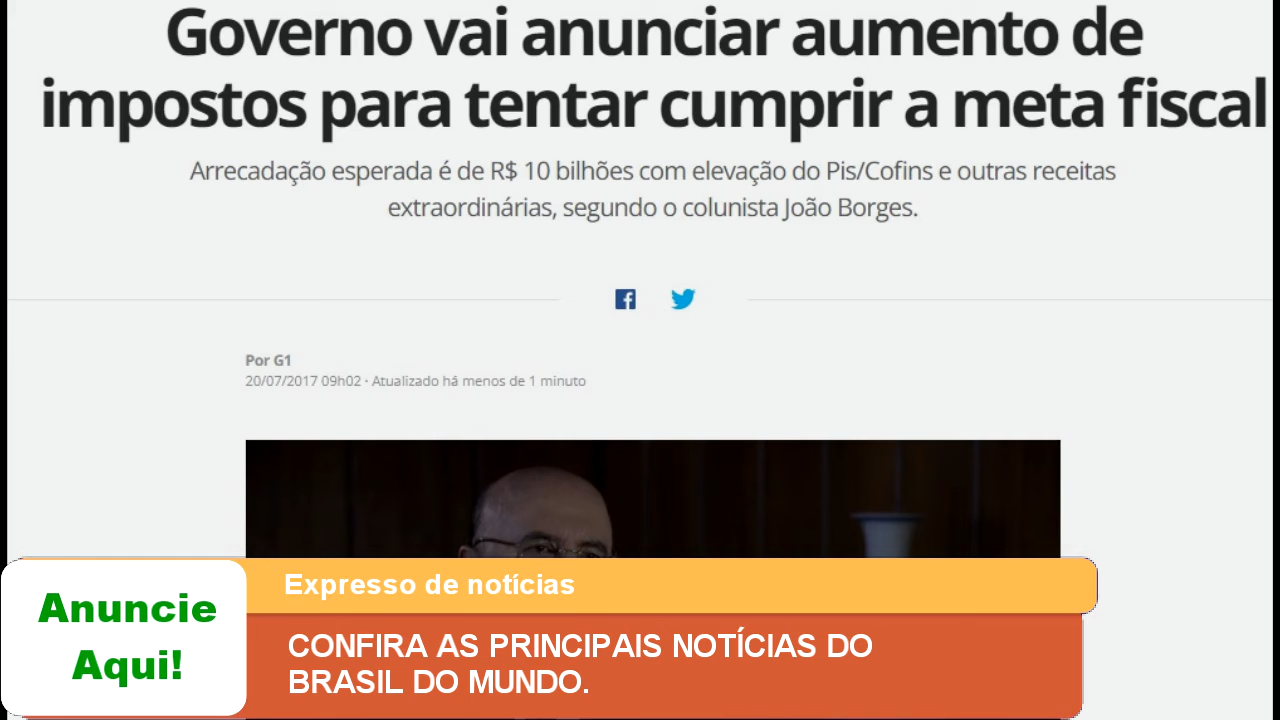 Governo vai anunciar aumento de
impostos para tentar cumprir a meta fiscal
Arrecadação esperada é de R$ 10 bilhões com elevação do Pis/Cofins e outras receitas
extraordinárias, segundo o colunista João Borges.
Por G1
20/07/2017 09h02 · Atualizado há menos de 1 minuto
Anuncie
Aqui!
Expresso de notícias
CONFIRA AS PRINCIPAIS NOTÍCIAS DO
BRASIL DO MUNDO.